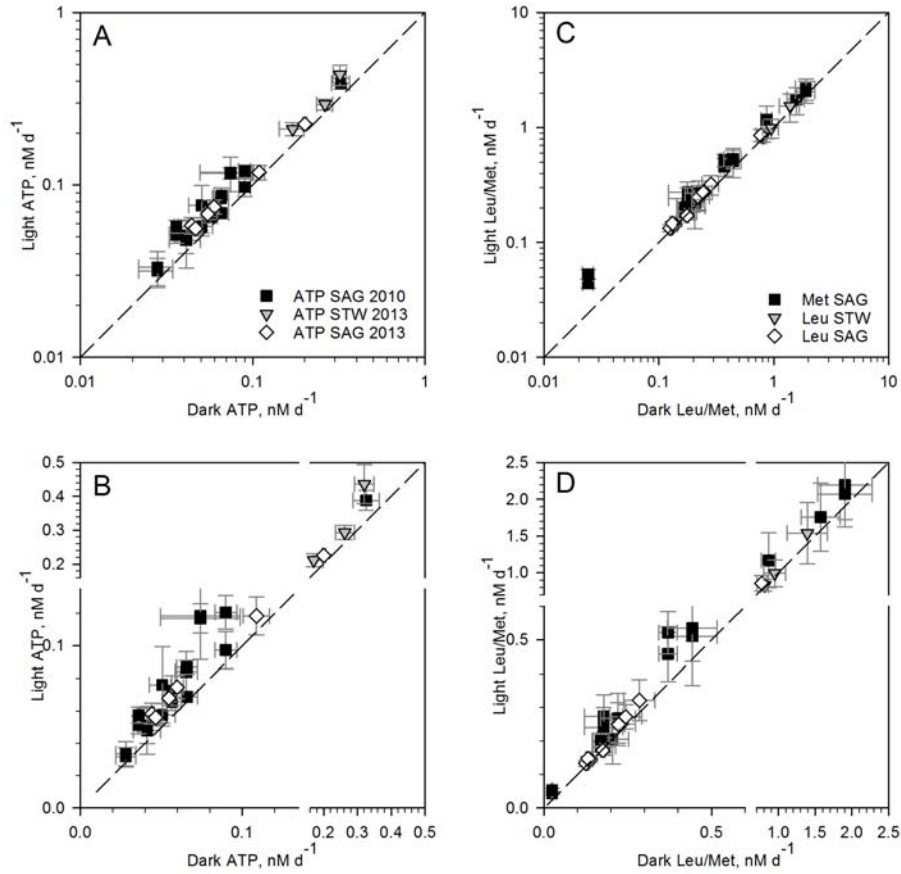 A
1
0.1
0.01
Light ATP, nM d-1
ATP SAG 2010
ATP STW 2013
ATP SAG 2013
0.01 0.1 1
Dark ATP, nM d-1
C
10
1
0.1
0.01
Light Leu/Met, nM d-1
Met SAG
Leu STW
Leu SAG
0.01 0.1 1 10
Dark Leu/Met, nM d-1
B
0.5
0.4
0.3
0.2
0.1
0.0
Light ATP, nM d-1
0.0 0.1 0.2 0.3 0.4 0.5
Dark ATP, nM d-1
D
2.5
2.0
1.5
1.0
0.5
0.0
Light Leu/Met, nM d-1
0.0 0.5 1.0 1.5 2.0 2.5
Dark Leu/Met, nM d-1